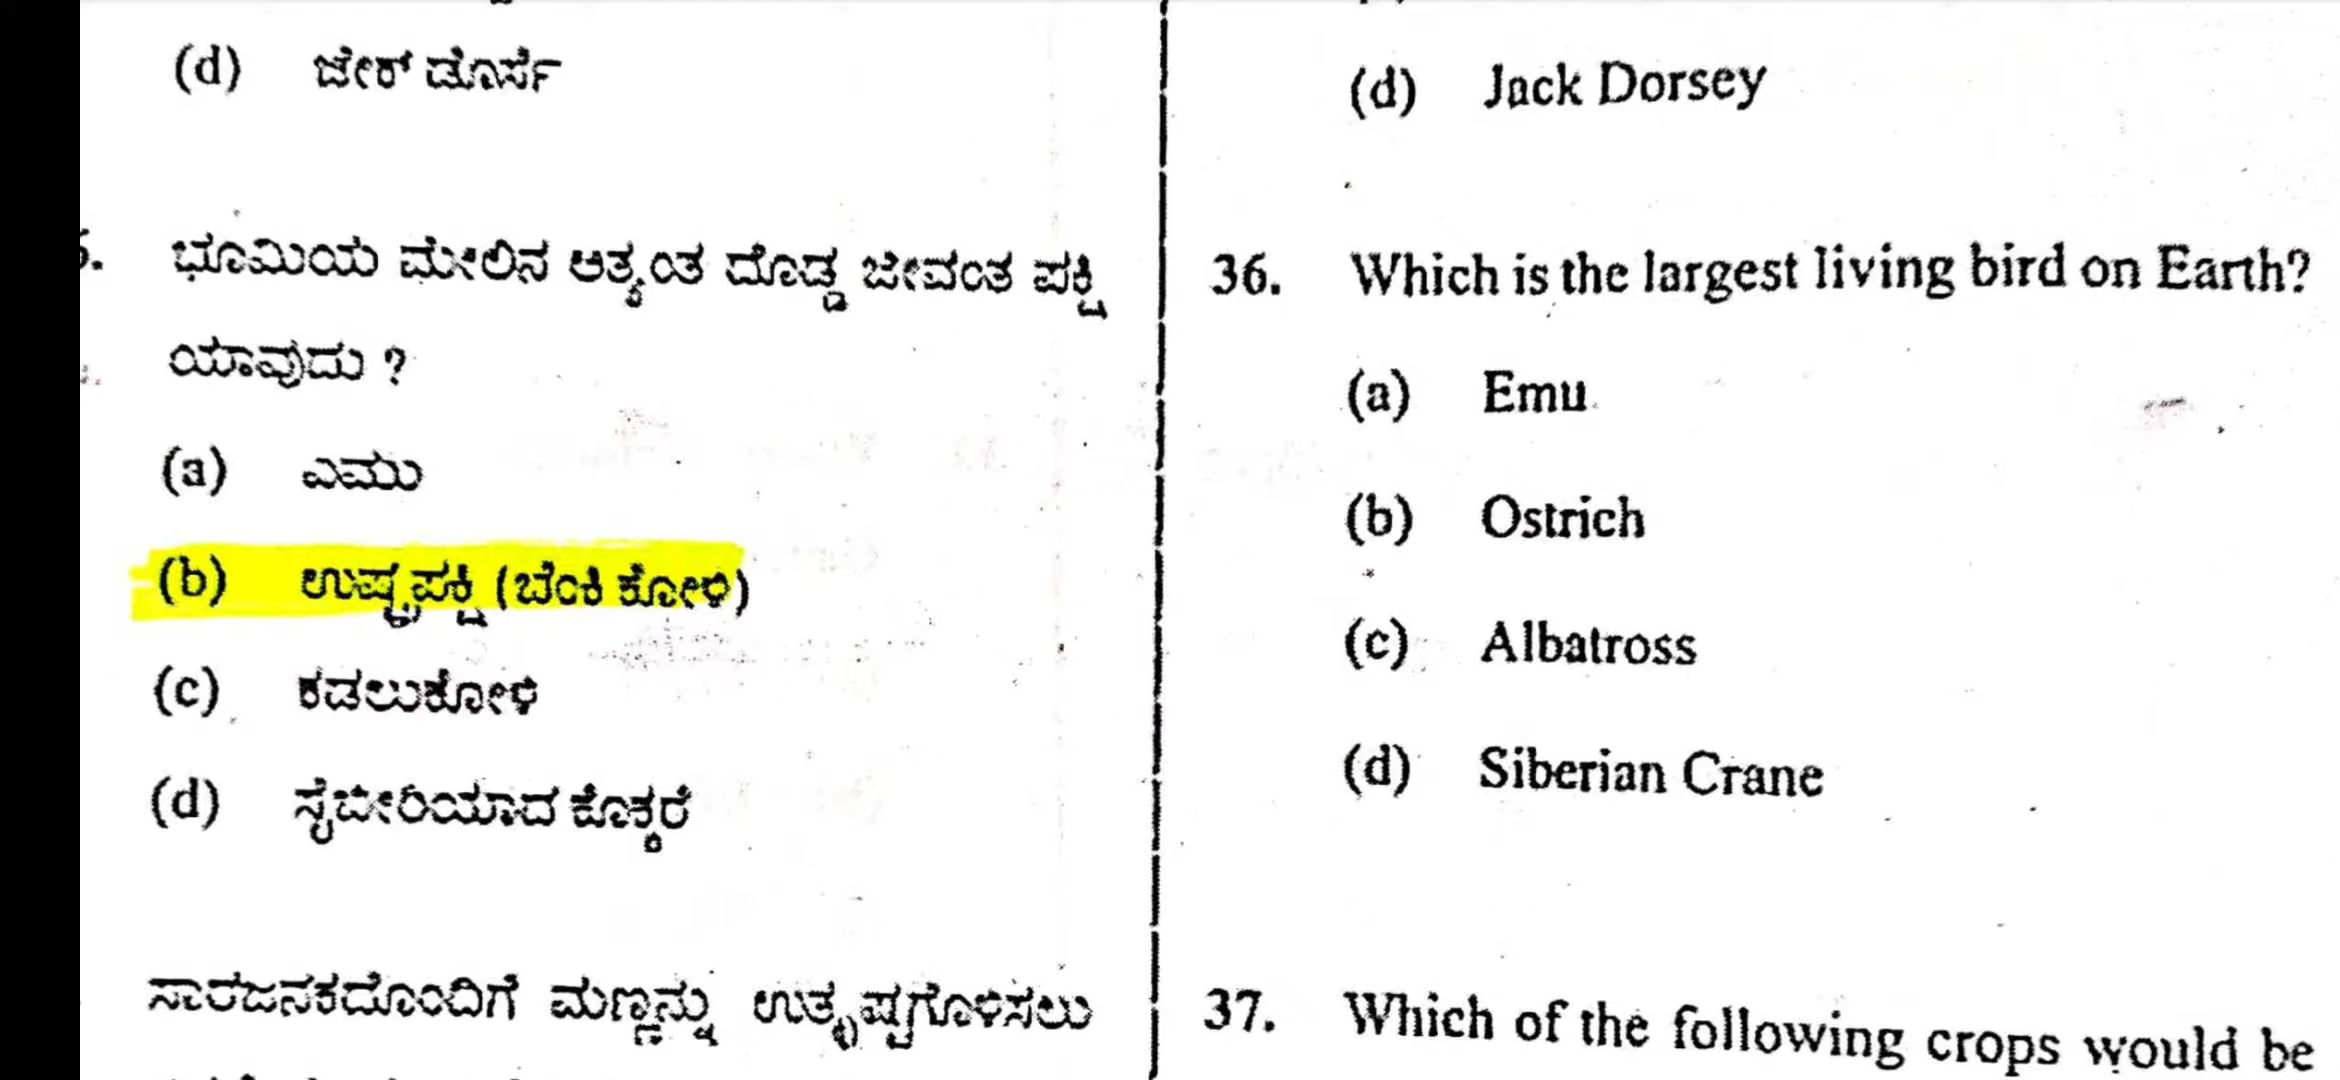 (d) ಜೇಕ್ ಡೊರ್ಸೆ
ಭೂಮಿಯ ಮೇಲಿನ ಅತ್ಯಂತ ದೊಡ್ಡ ಜೀವಂತ ಪಕ್ಷಿ
ಯಾವುದು ?
(a) ಎಮು
(b) ಉಷ್ಟ್ರಪಕ್ಷಿ (ಬೆಂಕಿ ಕೋಳಿ)
(c) ಕಡಲುಕೋಳಿ
(d) ಸೈಬೀರಿಯಾದ ಕೊಕ್ಕರೆ
ಸಾರಜನಕದೊಂದಿಗೆ ಮಣ್ಣನ್ನು ಉತ್ಕೃಷ್ಟಗೊಳಿಸಲು
(d) Jack Dorsey
36. Which is the largest living bird on Earth?
(a) Emu
(b) Ostrich
(c) Albatross
(d) Siberian Crane
37. Which of the following crops would be